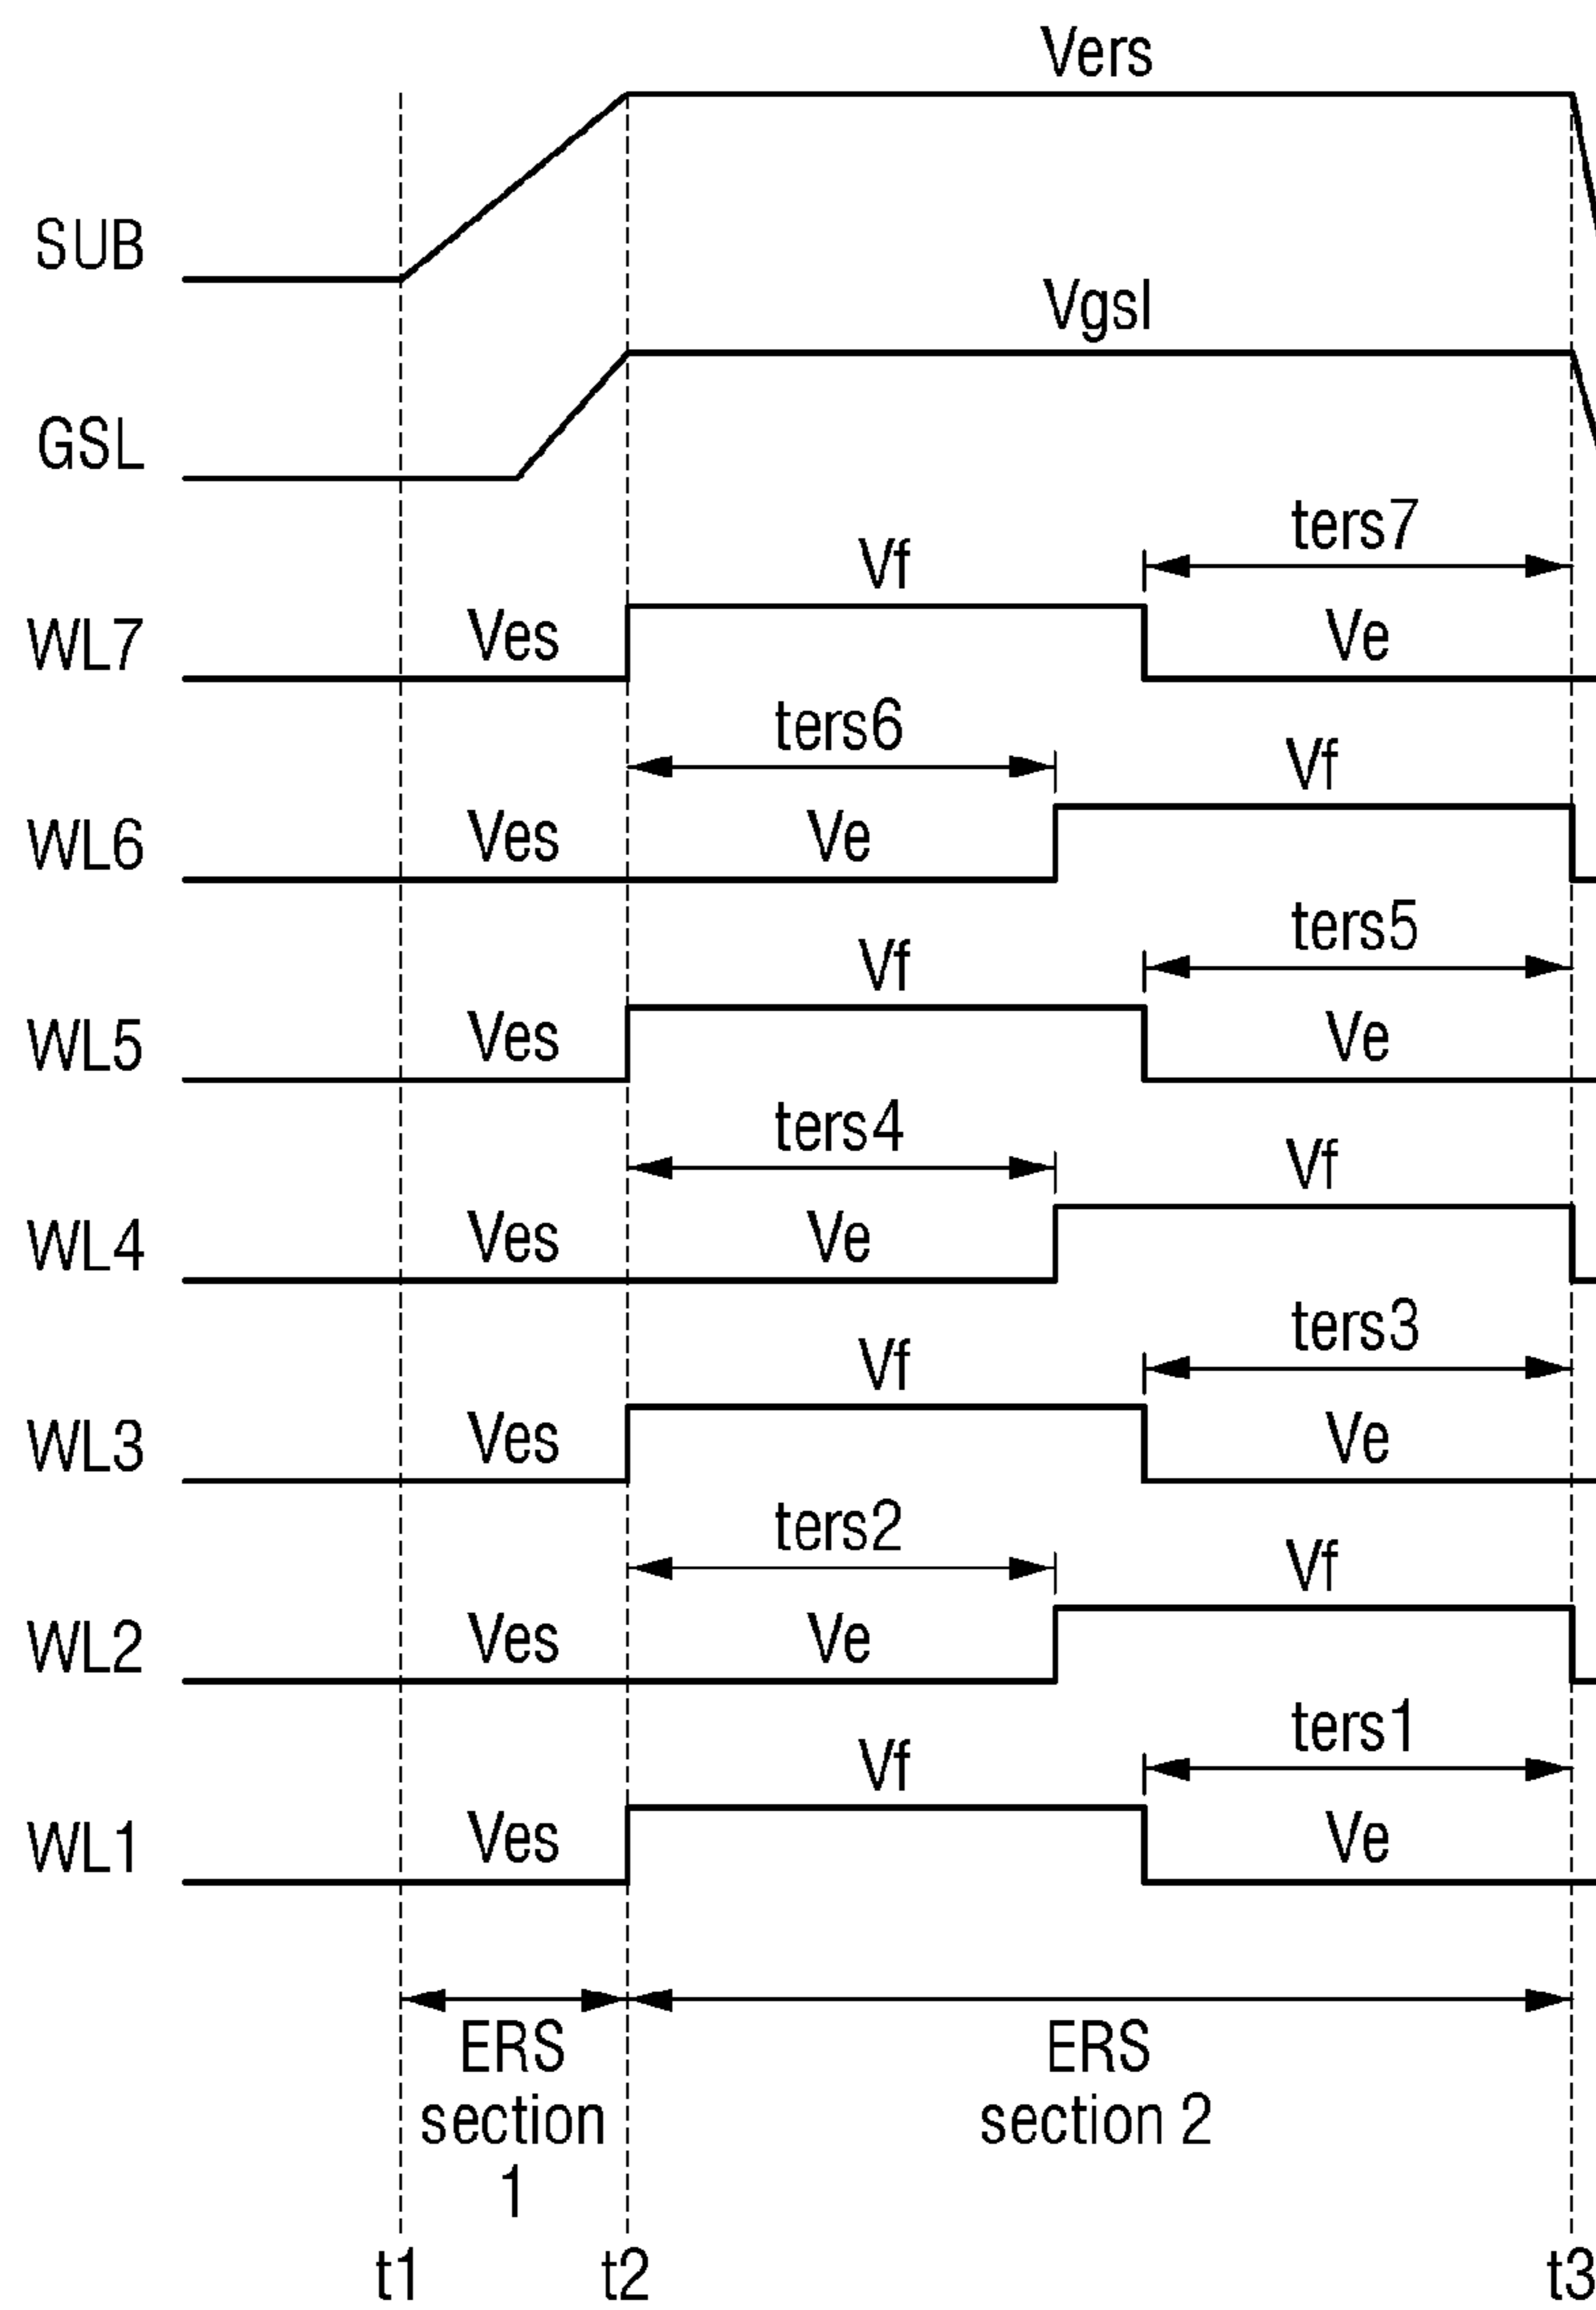 Vers
SUB
Vgsl
GSL
ters7
Vf
WL7 Ves Ve
ters6
Vf
WL6 Ves Ve
ters5
Vf
WL5 Ves Ve
ters4
Vf
WL4 Ves Ve
ters3
Vf
WL3 Ves Ve
ters2
Vf
WL2 Ves Ve
ters1
Vf
WL1 Ves Ve
ERS
section
1
ERS
section 2
t1 t2 t3